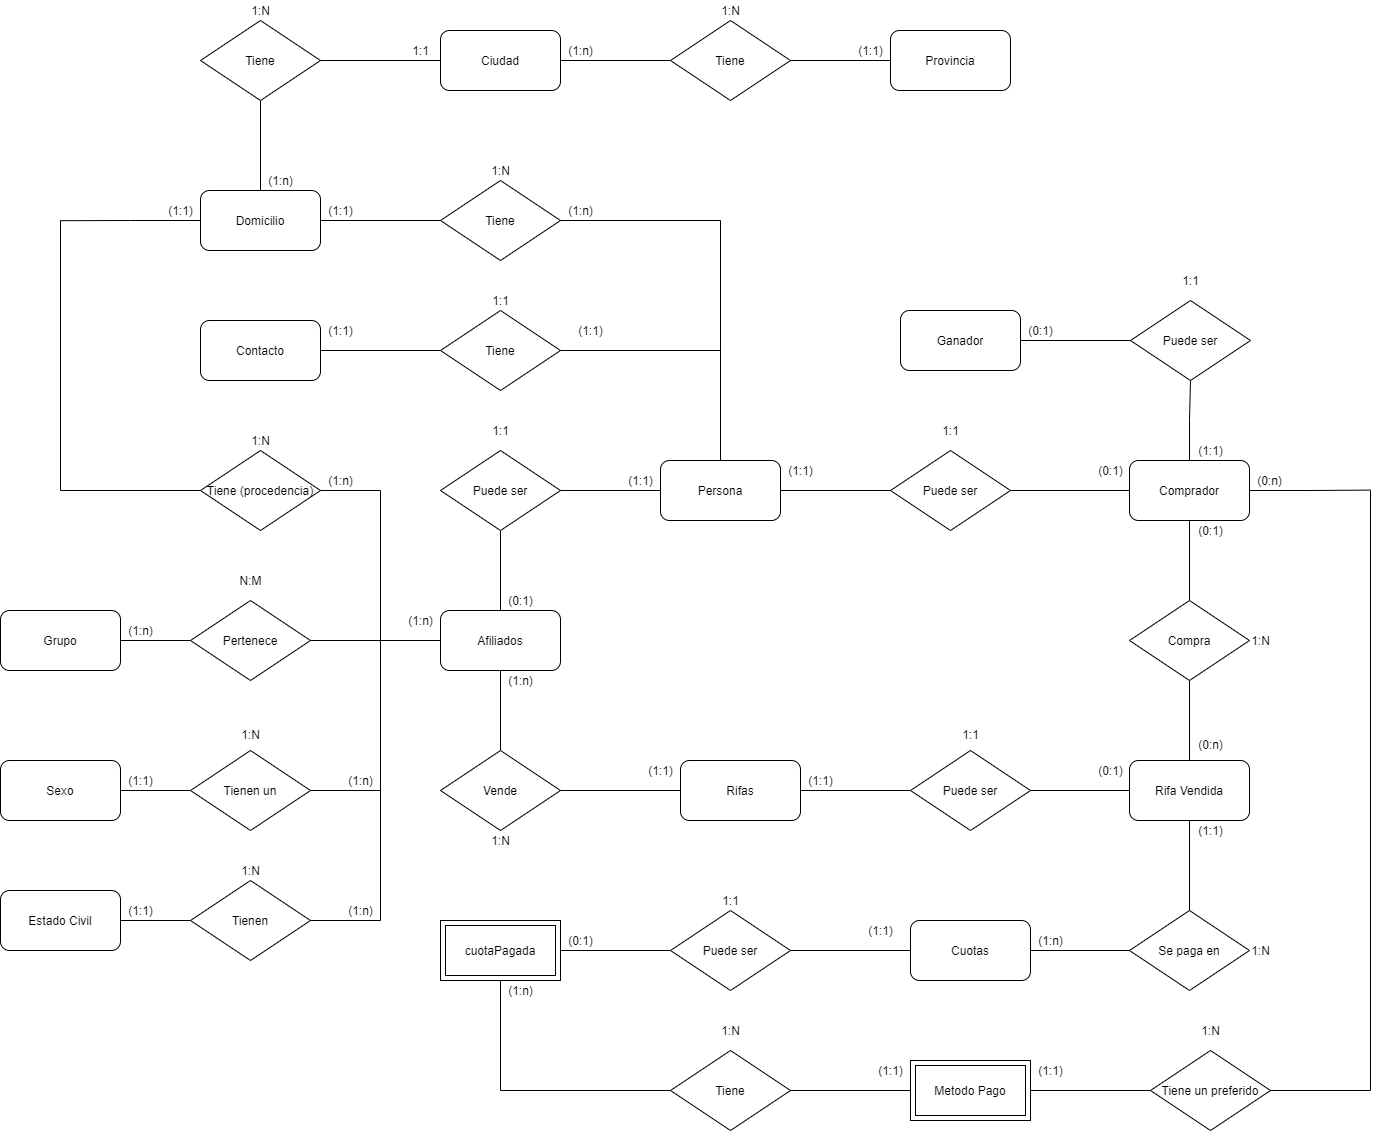 1:N
1:N
Tiene
1:1
Ciudad
(1:n)
Tiene
(1:1)
Provincia
(1:n)
1:N
(1:1)
Domicilio
(1:1)
Tiene
(1:n)
1:1
1:1
Contacto
(1:1)
Tiene
(1:1)
Ganador
(0:1)
Puede ser
1:N
1:1
1:1
(1:1)
Tiene (procedencia)
(1:n)
Puede ser
(1:1)
Persona
(1:1)
Puede ser
(0:1)
Comprador
(0:n)
(0:1)
N:M
(0:1)
Grupo
(1:n)
Pertenece
(1:n)
Afiliados
Compra
1:N
(1:n)
1:N
1:1
(0:n)
Sexo
(1:1)
Tienen un
(1:n)
Vende
(1:1)
Rifas
(1:1)
Puede ser
(0:1)
Rifa Vendida
1:N
(1:1)
1:N
1:1
Estado Civil
(1:1)
Tienen
(1:n)
cuotaPagada
(0:1)
Puede ser
(1:1)
Cuotas
(1:n)
Se paga en
1:N
(1:n)
1:N
1:N
Tiene
(1:1)
Metodo Pago
(1:1)
Tiene un preferido